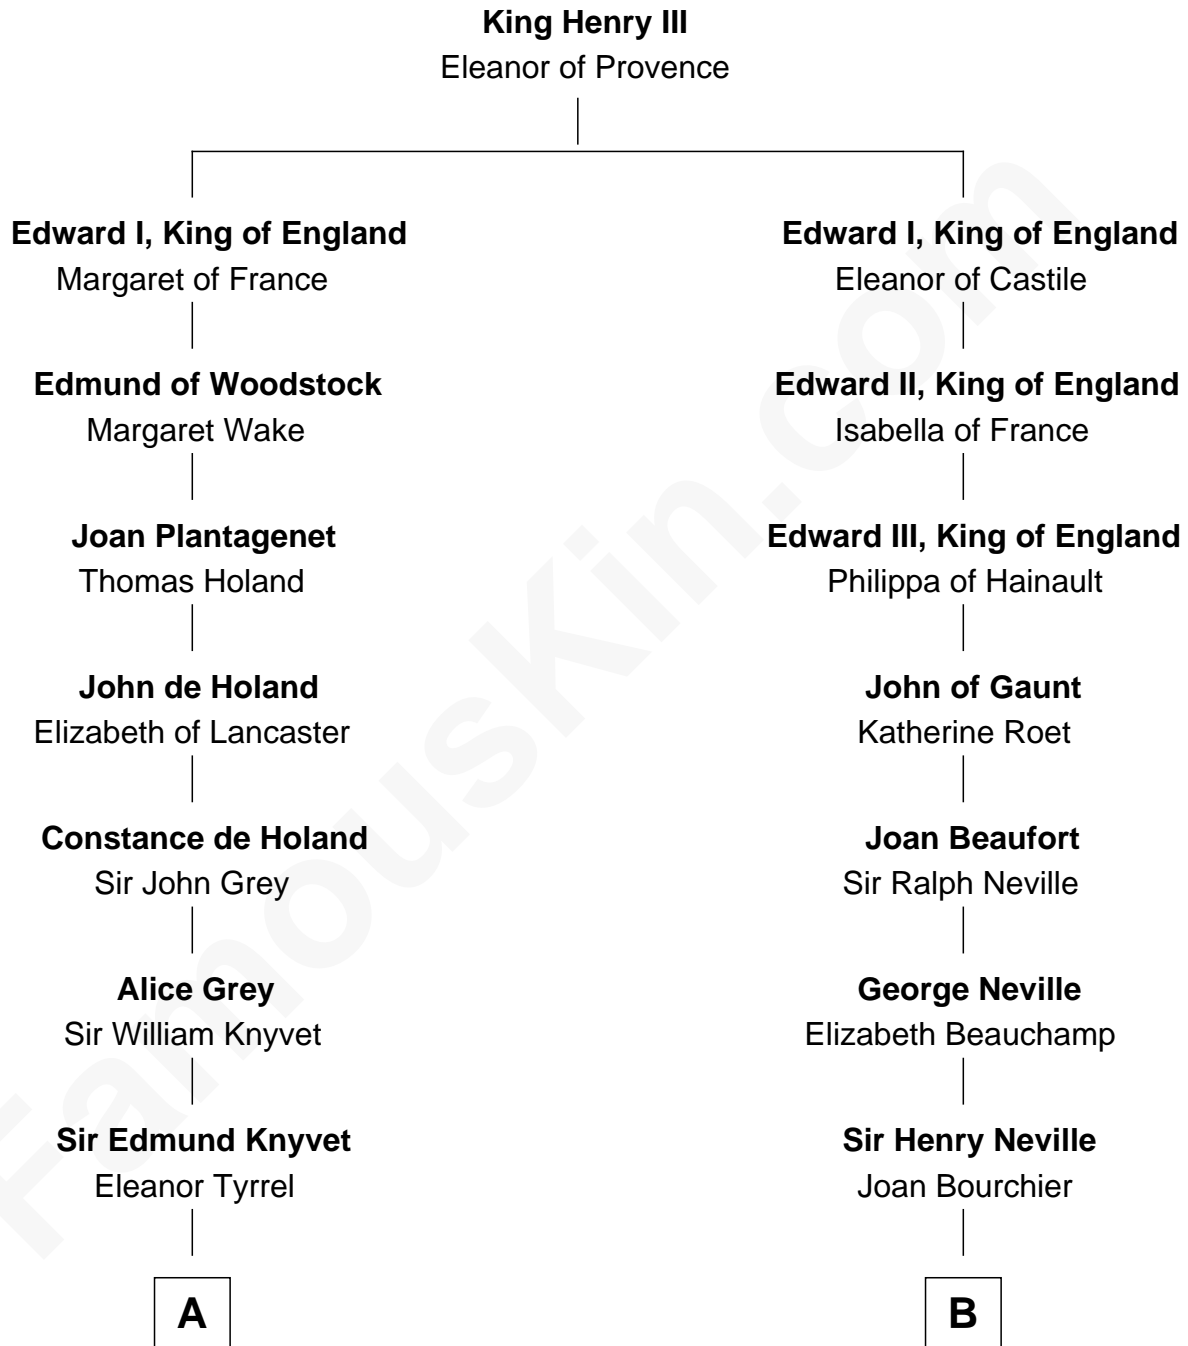 King Henry III
Eleanor of Provence
Edward I, King of England
Margaret of France
Edward I, King of England
Eleanor of Castile
Edmund of Woodstock
Margaret Wake
Edward II, King of England
Isabella of France
Joan Plantagenet
Thomas Holand
Edward III, King of England
Philippa of Hainault
John de Holand
Elizabeth of Lancaster
John of Gaunt
Katherine Roet
Constance de Holand
Sir John Grey
Joan Beaufort
Sir Ralph Neville
Alice Grey
Sir William Knyvet
George Neville
Elizabeth Beauchamp
Sir Edmund Knyvet
Eleanor Tyrrel
Sir Henry Neville
Joan Bourchier
A
B
FamousKin.com